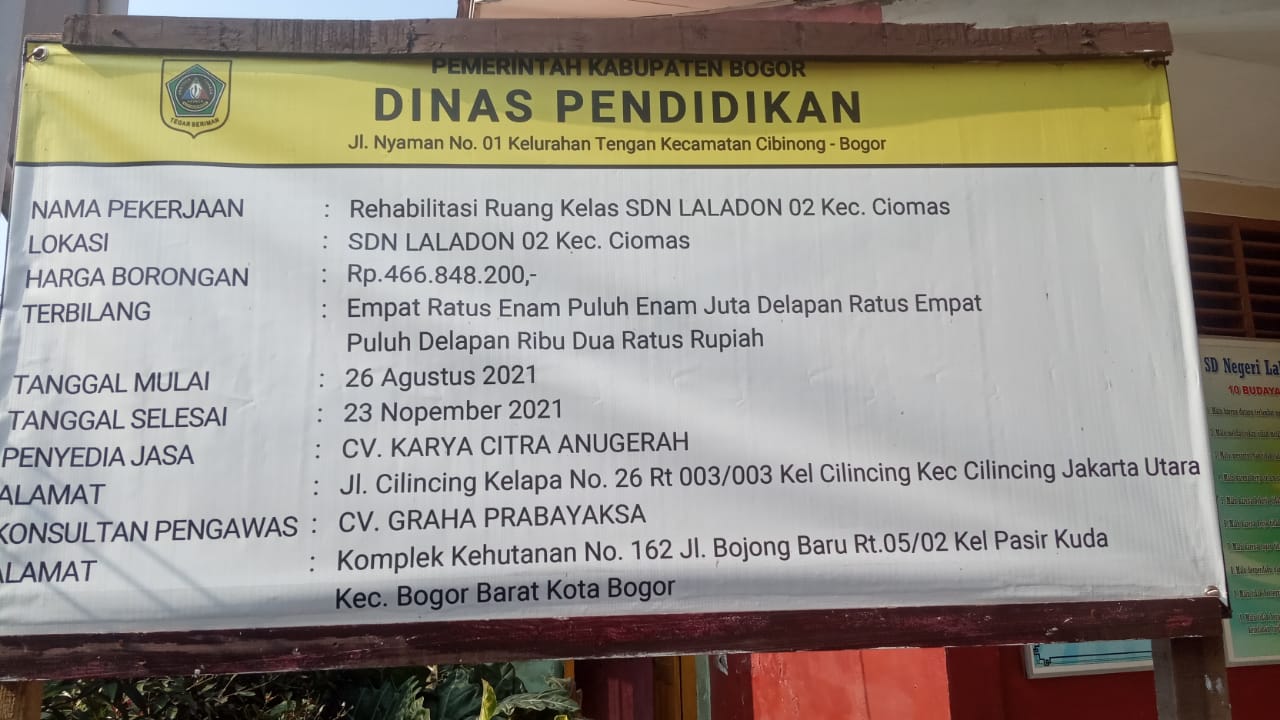 PEMERINTAH KABUPATEN BOGOR
DINAS PENDIDIKAN
Jl. Nyaman No. 01 Kelurahan Tengan Kecamatan Cibinong - Bogor
TEGAR BERIMAN
NAMA PEKERJAAN : Rehabilitasi Ruang Kelas SDN LALADON 02 Kec. Ciomas
LOKASI : SDN LALADON 02 Kec. Ciomas
HARGA BORONGAN : Rp.466.848.200,-
TERBILANG : Empat Ratus Enam Puluh Enam Juta Delapan Ratus Empat
Puluh Delapan Ribu Dua Ratus Rupiah
TANGGAL MULAI : 26 Agustus 2021
TANGGAL SELESAI : 23 Nopember 2021
PENYEDIA JASA : CV. KARYA CITRA ANUGERAH
ALAMAT : Jl. Cilincing Kelapa No. 26 Rt 003/003 Kel Cilincing Kec Cilincing Jakarta Utara
KONSULTAN PENGAWAS : CV. GRAHA PRABAYAKSA
ALAMAT : Komplek Kehutanan No. 162 Jl. Bojong Baru Rt.05/02 Kel Pasir Kuda
Kec. Bogor Barat Kota Bogor
SD Negeri La
10 BUDAYA